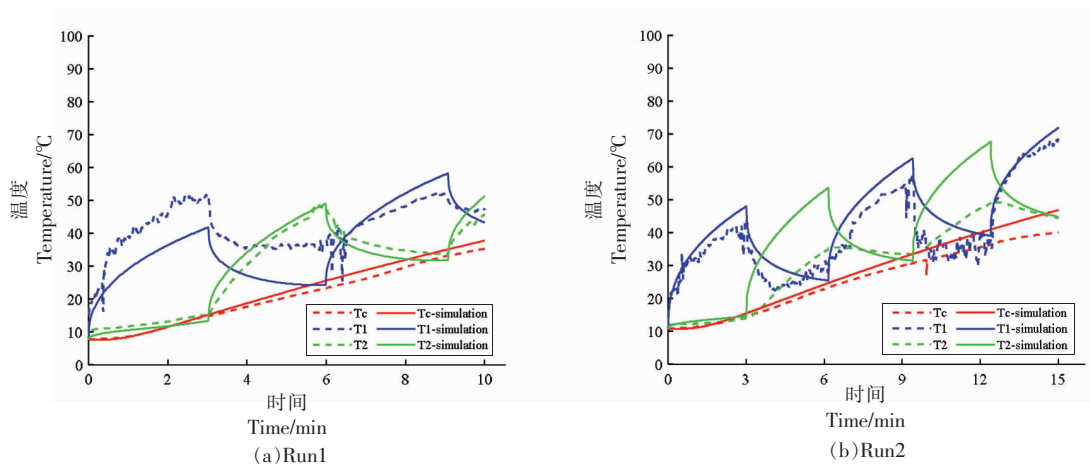 100
90
80
70
60
50
40
30
20
10
0
温度
Temperature/℃
0 2 4 6 8 10
时间
Time/min
Tc Tc-simulation
T1 T1-simulation
T2 T2-simulation
(a)Run1
100
90
80
70
60
50
40
30
20
10
0
温度
Temperature/℃
0 3 6 9 12 15
时间
Time/min
Tc Tc-simulation
T1 T1-simulation
T2 T2-simulation
(b)Run2